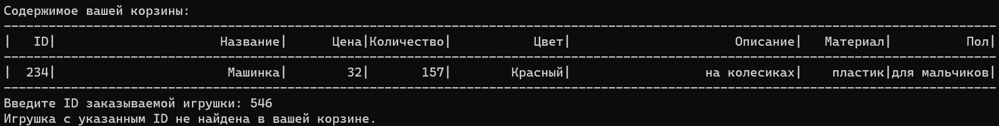 Содержимое вашей корзины:
| ID| Название| Цена|Количество| Цвет| Описание| Материал| Пол|
| 234| Машинка| 32| 157| Красный| на колесиках| пластик|для мальчиков|
Введите ID заказываемой игрушки: 546
Игрушка с указанным ID не найдена в вашей корзине.